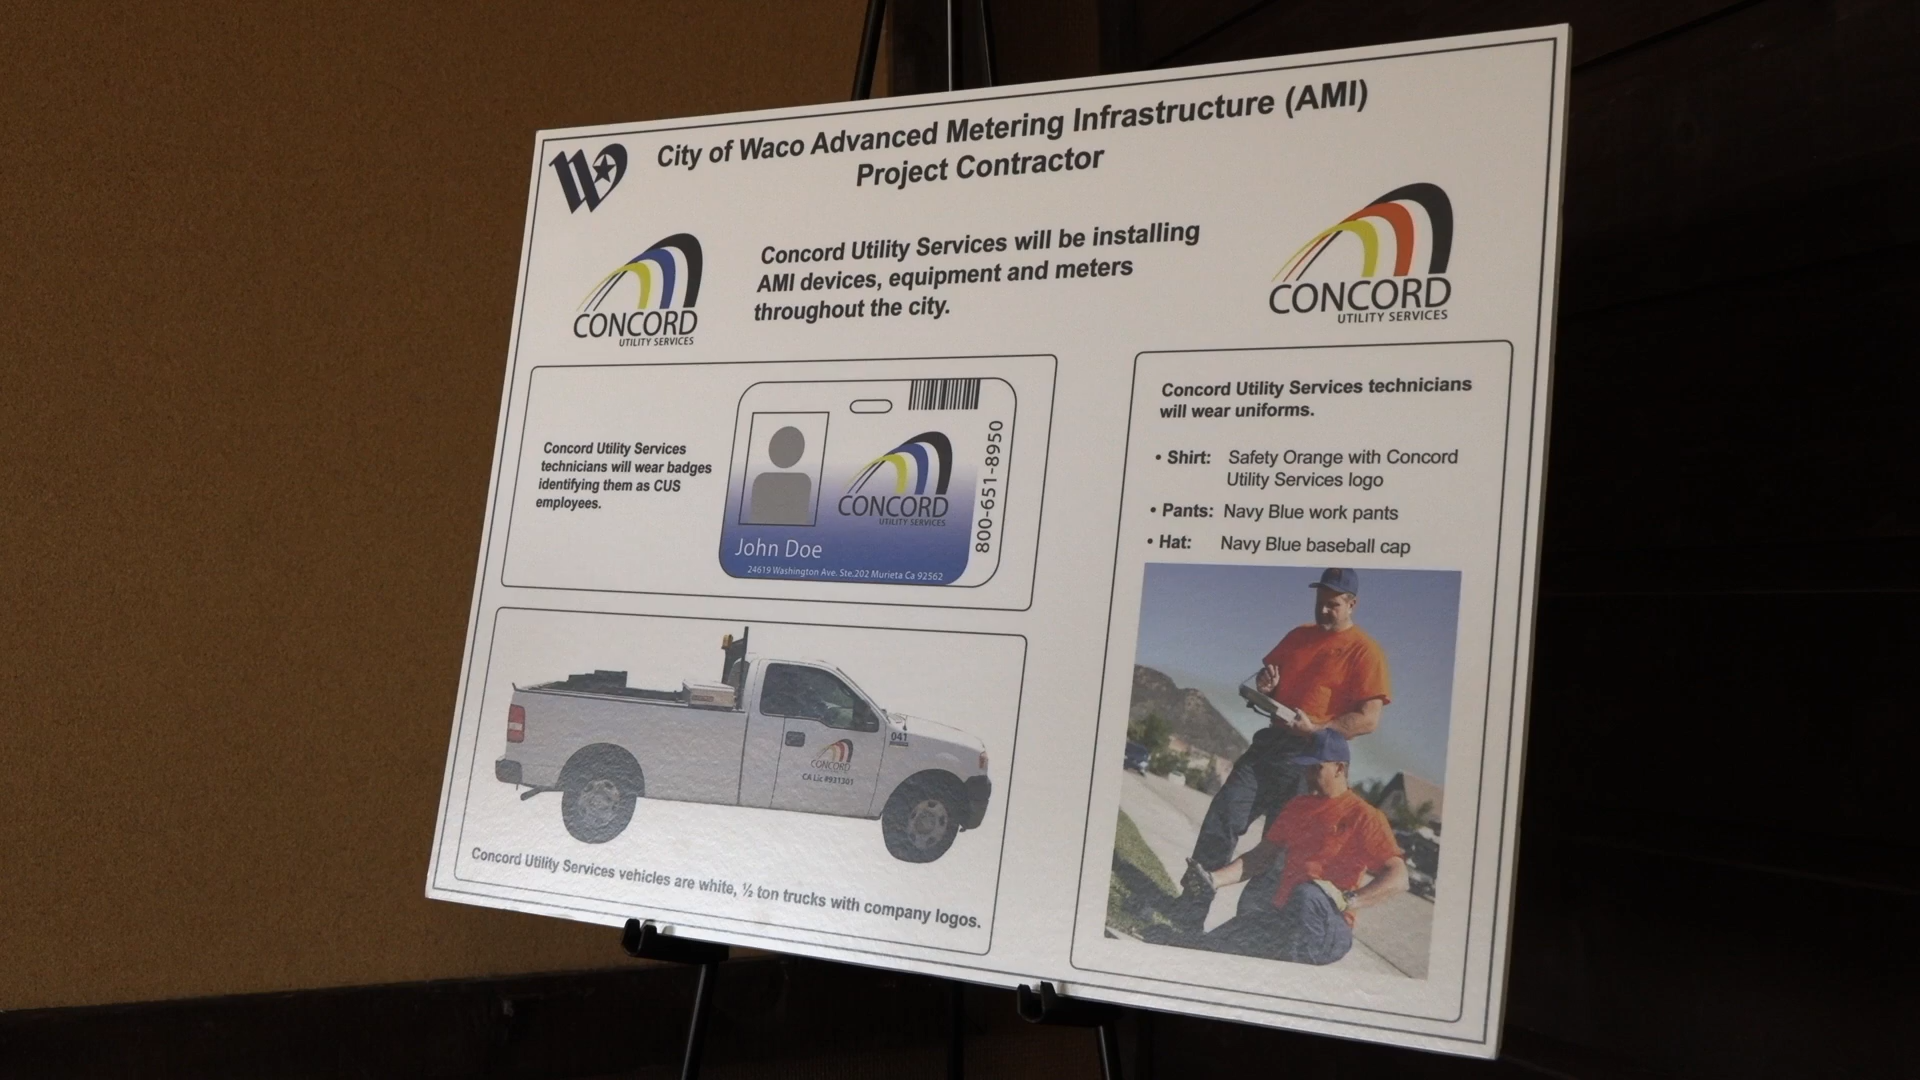 City of Waco Advanced Metering Infrastructure (AMI)
Project Contractor
CONCORD
UTILITY SERVICES
Concord Utility Services will be installing
AMI devices, equipment and meters
throughout the city.
CONCORD
UTILITY SERVICES
Concord Utility Services
technicians will wear badges
identifying them as CUS
employees.
CONCORD
UTILITY SERVICES
800-651-8950
John Doe
24619 Washington Ave. Ste.202 Murieta Ca 92562
041
CONCORD
CA Lic #931301
Concord Utility Services vehicles are white, ½ ton trucks with company logos.
Concord Utility Services technicians
will wear uniforms.
• Shirt: Safety Orange with Concord
Utility Services logo
• Pants: Navy Blue work pants
• Hat: Navy Blue baseball cap